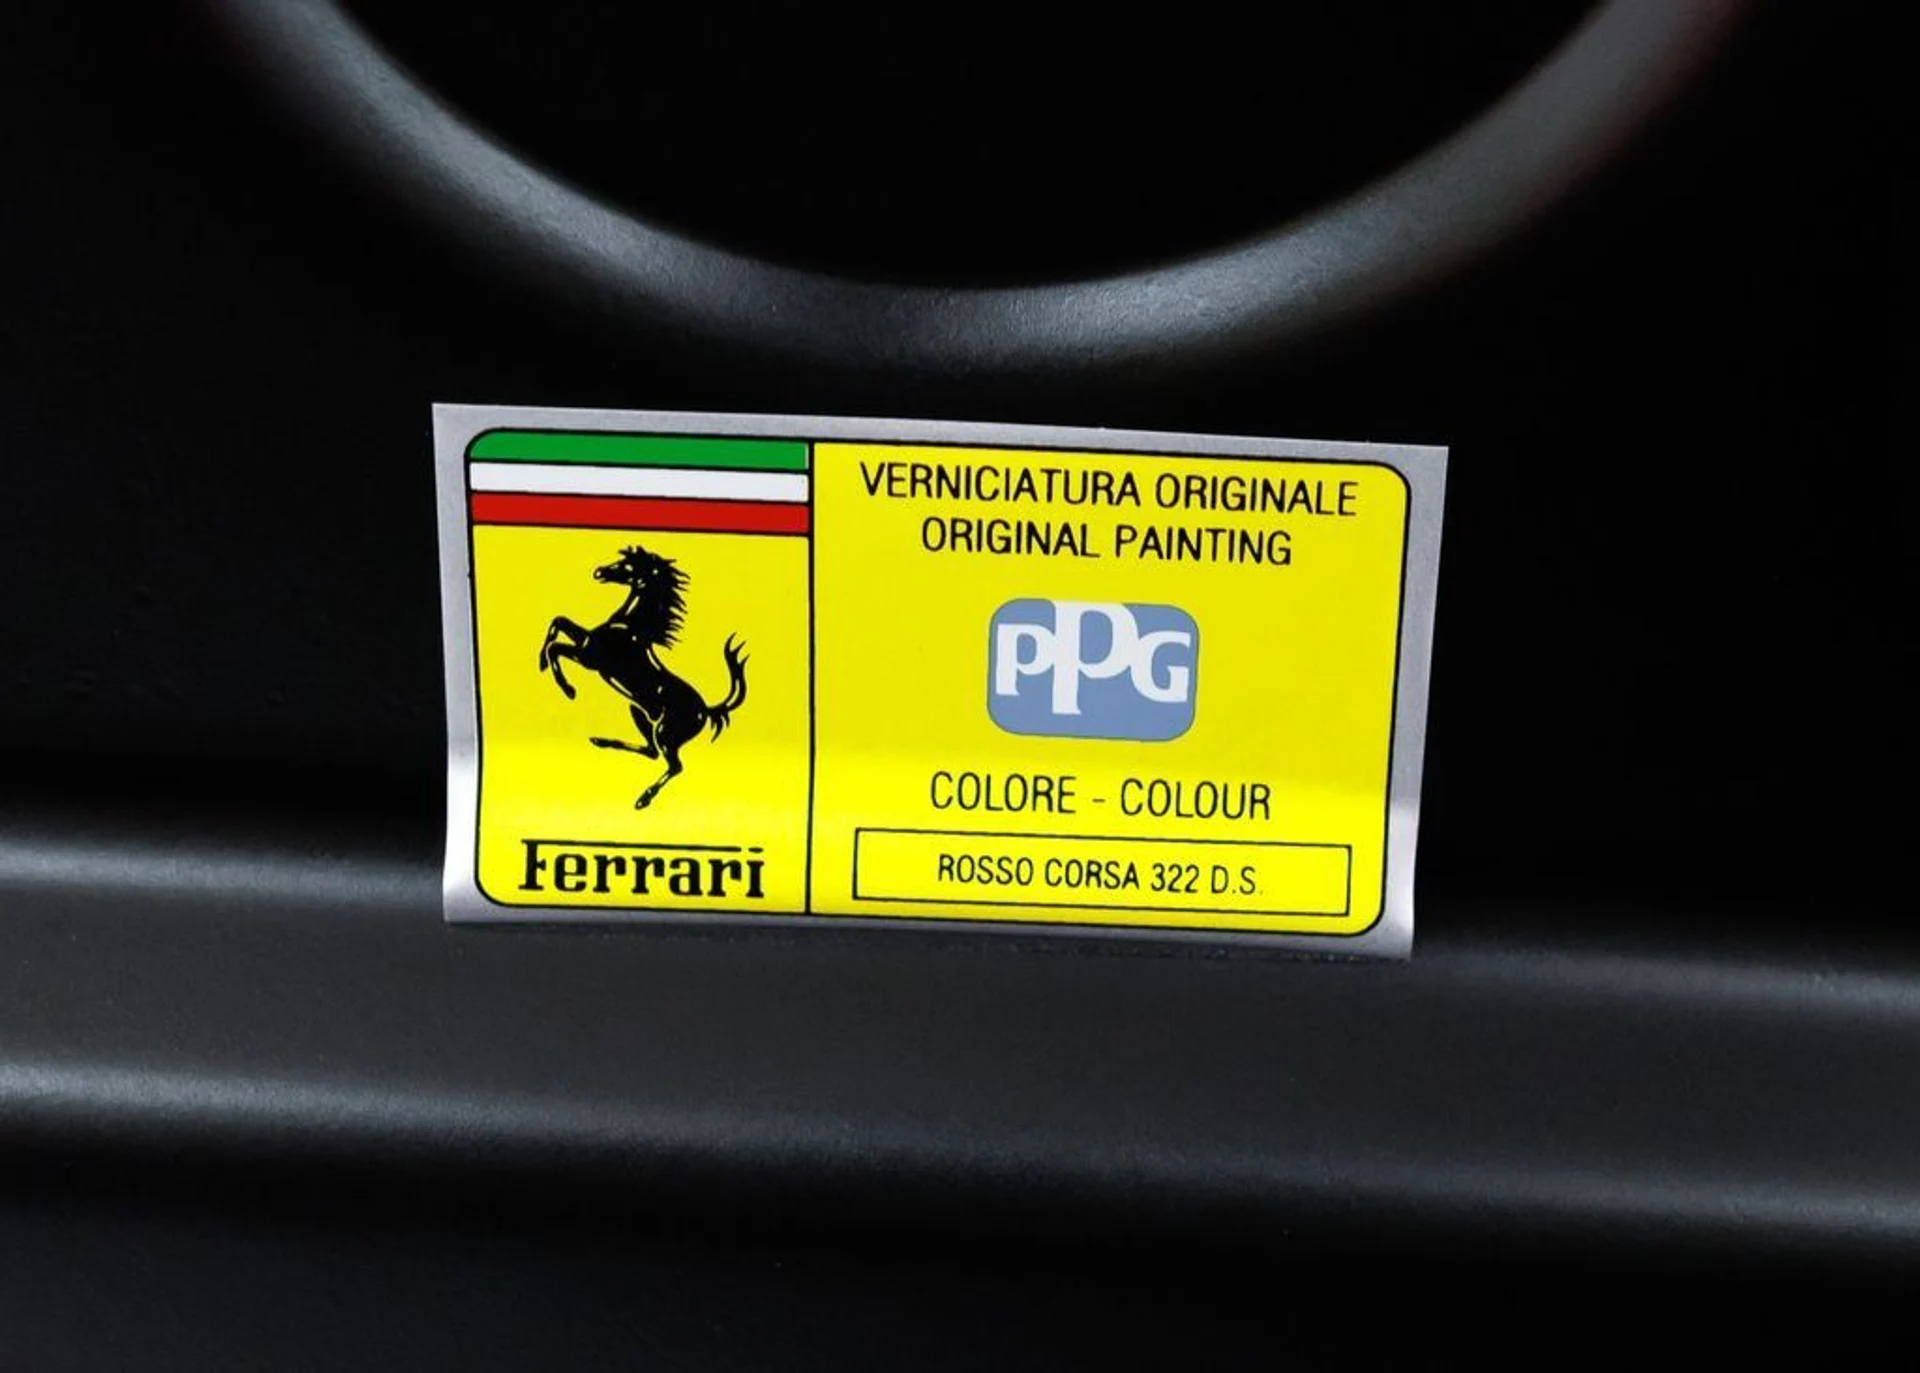 VERNICIATURA ORIGINALE
ORIGINAL PAINTING
PPG
COLORE - COLOUR
ROSSO CORSA 322 D.S.
Ferrari